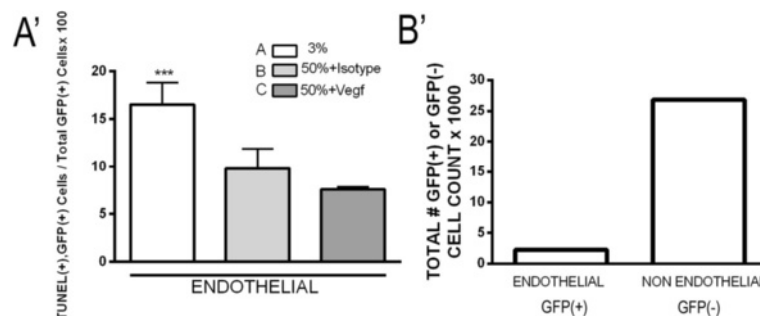 A’
TUNEL(+),GFP(+) Cells / Total GFP(+) Cellsx 100
20
15
10
5
0
***
A 3%
B 50%+Isotype
C 50%+Vegf
ENDOTHELIAL
B’
TOTAL # GFP(+) or GFP(-)
CELL COUNT x 1000
30
25
20
15
10
5
0
ENDOTHELIAL NON ENDOTHELIAL
GFP(+) GFP(-)